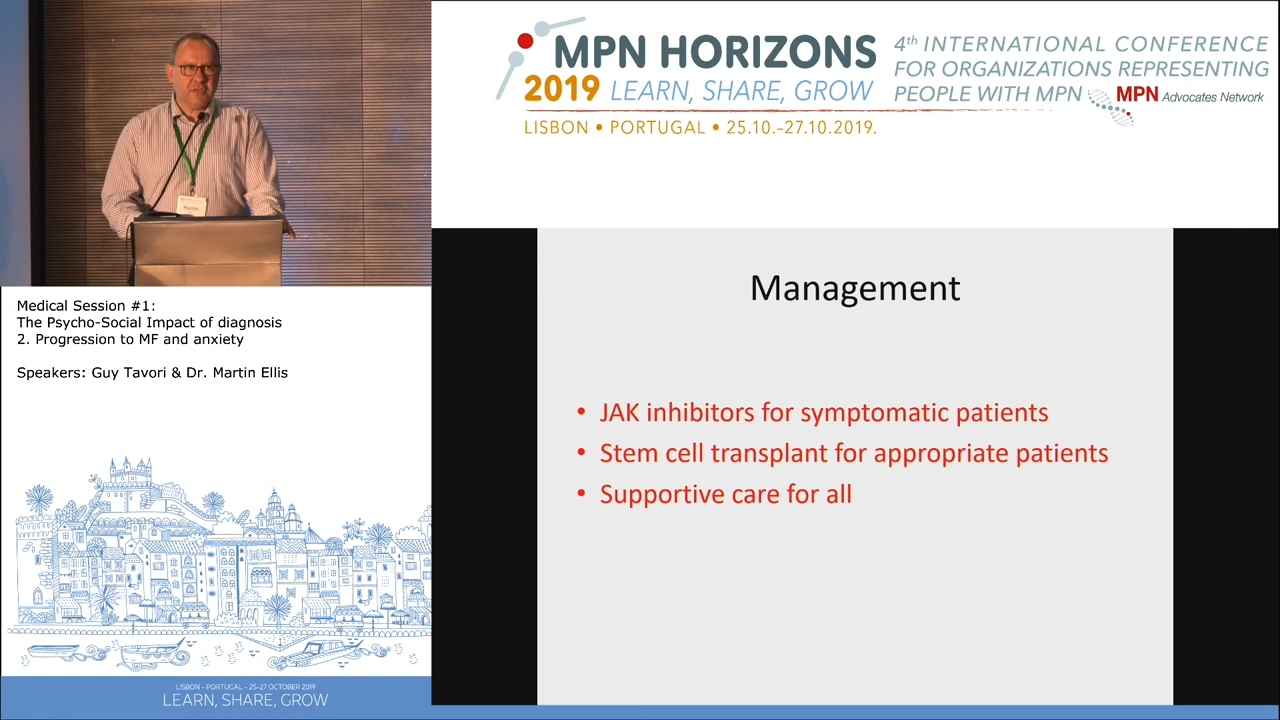 MPN HORIZONS
2019 LEARN, SHARE, GROW
4th INTERNATIONAL CONFERENCE
FOR ORGANIZATIONS REPRESENTING
PEOPLE WITH MPN
MPN Advocates Network
LISBON • PORTUGAL • 25.10.-27.10.2019.
Martin
Medical Session #1:
The Psycho-Social Impact of diagnosis
2. Progression to MF and anxiety
Speakers: Guy Tavori & Dr. Martin Ellis
Management
• JAK inhibitors for symptomatic patients
• Stem cell transplant for appropriate patients
• Supportive care for all
LISBON - PORTUGAL - 25-27 OCTOBER 2019
LEARN, SHARE, GROW